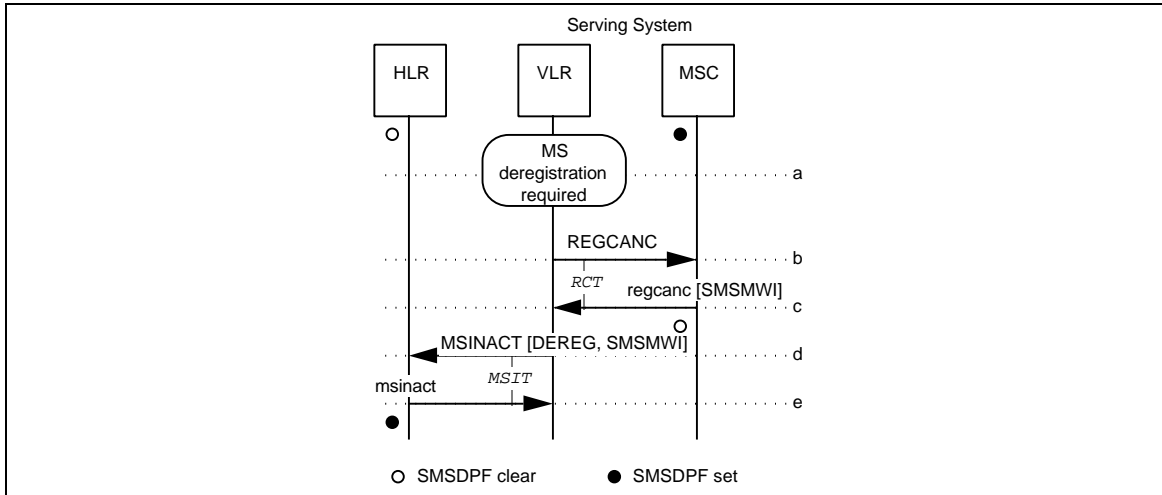 Serving System
HLR
VLR
MSC
MS
deregistration
required
a
REGCANC
b
RCT
regcanc [SMSMWI]
c
MSINACT [DEREG, SMSMWI]
d
MSIT
msinact
e
SMSDPF clear
SMSDPF set